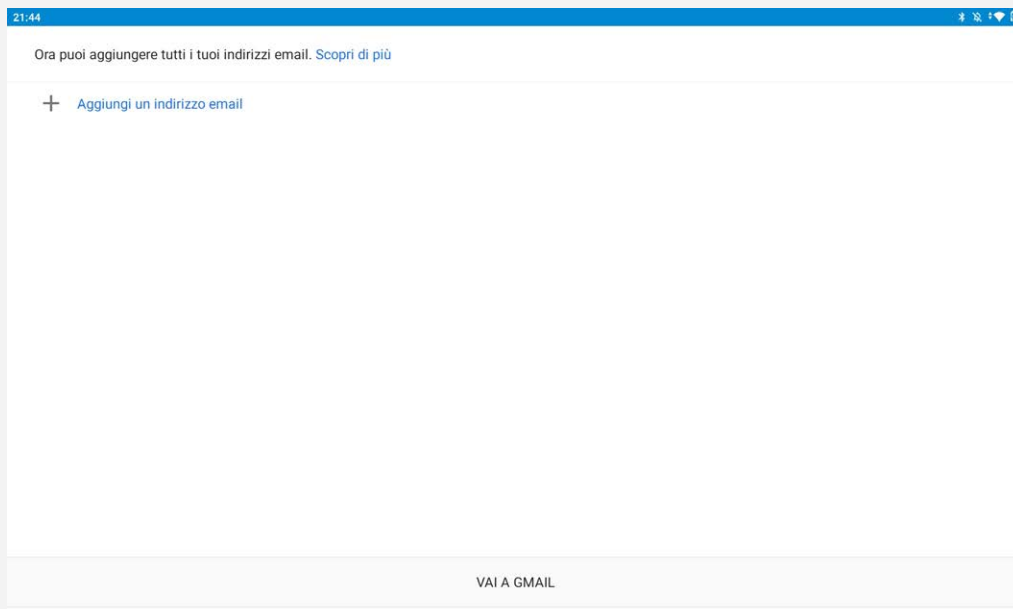 21:44
Ora puoi aggiungere tutti i tuoi indirizzi email. Scopri di più
Aggiungi un indirizzo email
VAI A GMAIL